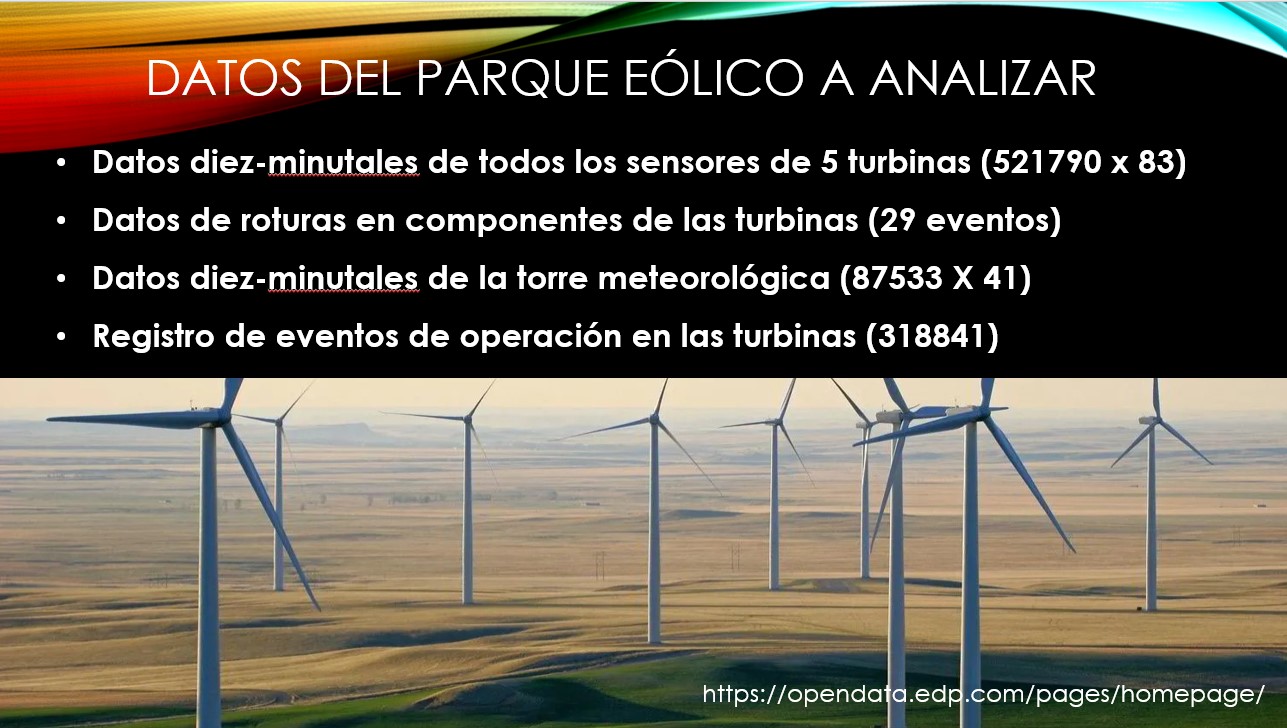 DATOS DEL PARQUE EÓLICO A ANALIZAR
• Datos diez-minutales de todos los sensores de 5 turbinas (521790 x 83)
• Datos de roturas en componentes de las turbinas (29 eventos)
• Datos diez-minutales de la torre meteorológica (87533 X 41)
• Registro de eventos de operación en las turbinas (318841)
https://opendata.edp.com/pages/homepage/